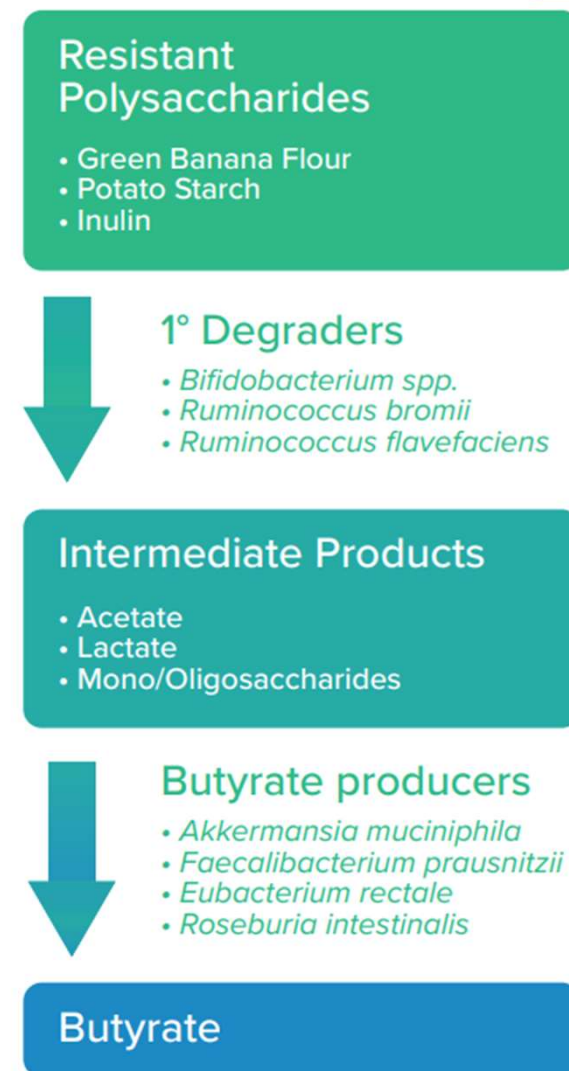 Resistant
Polysaccharides
• Green Banana Flour
• Potato Starch
• Inulin
1° Degraders
• Bifidobacterium spp.
• Ruminococcus bromii
• Ruminococcus flavefaciens
Intermediate Products
• Acetate
• Lactate
• Mono/Oligosaccharides
Butyrate producers
• Akkermansia muciniphila
• Faecalibacterium prausnitzii
• Eubacterium rectale
• Roseburia intestinalis
Butyrate